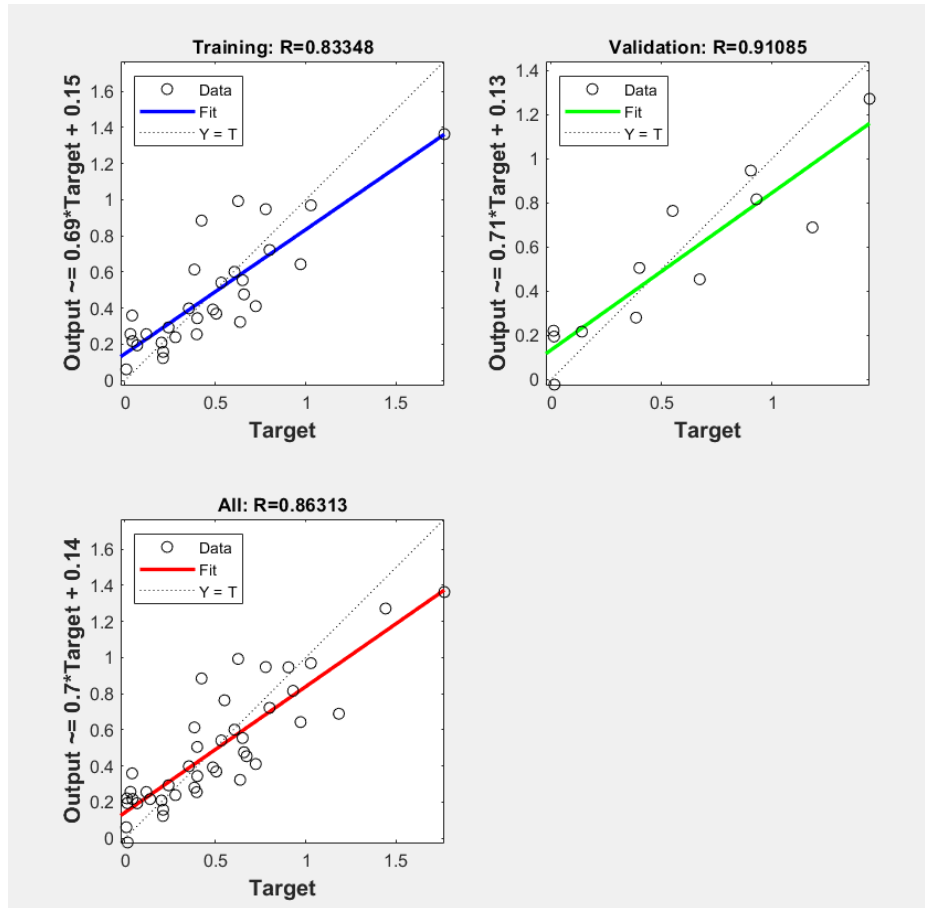 Training: R=0.83348
Output ~= 0.69*Target + 0.15
1.6
1.4
1.2
1
0.8
0.6
0.4
0.2
0
Data
Fit
Y = T
0
0.5
1
1.5
Target
Validation: R=0.91085
Output ~= 0.71*Target + 0.13
1.4
1.2
1
0.8
0.6
0.4
0.2
0
Data
Fit
Y = T
0
0.5
1
Target
All: R=0.86313
Output ~= 0.7*Target + 0.14
1.6
1.4
1.2
1
0.8
0.6
0.4
0.2
0
Data
Fit
Y = T
0
0.5
1
1.5
Target